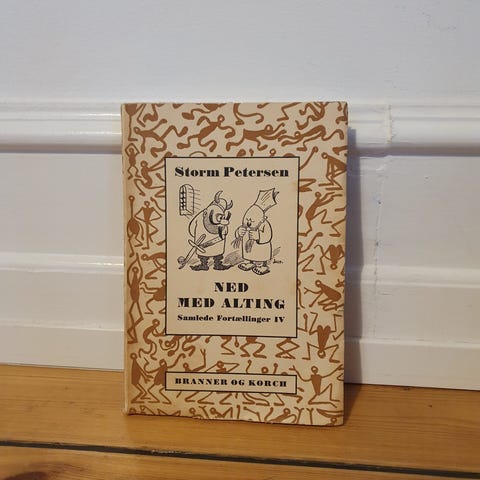 Storm Petersen
NED
MED ALTING
Samlede Fortællinger IV
BRANNER OG KORCH